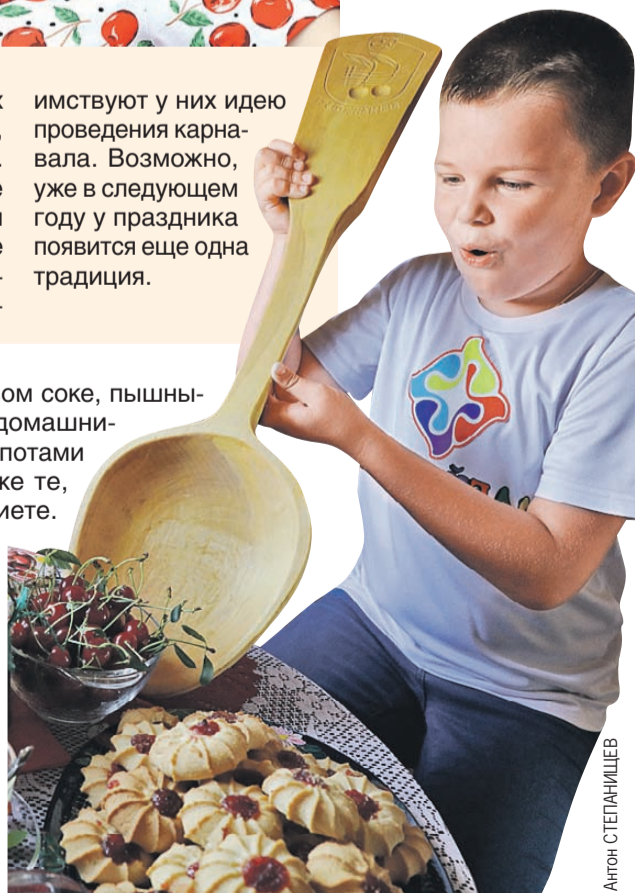 имствуют у них идею
проведения карна-
вала. Возможно,
уже в следующем
году у праздника
появится еще одна
традиция.
ом соке, пышны-
домашни-
потами
же те,
иете.
Антон СТЕПАНИЩЕВ